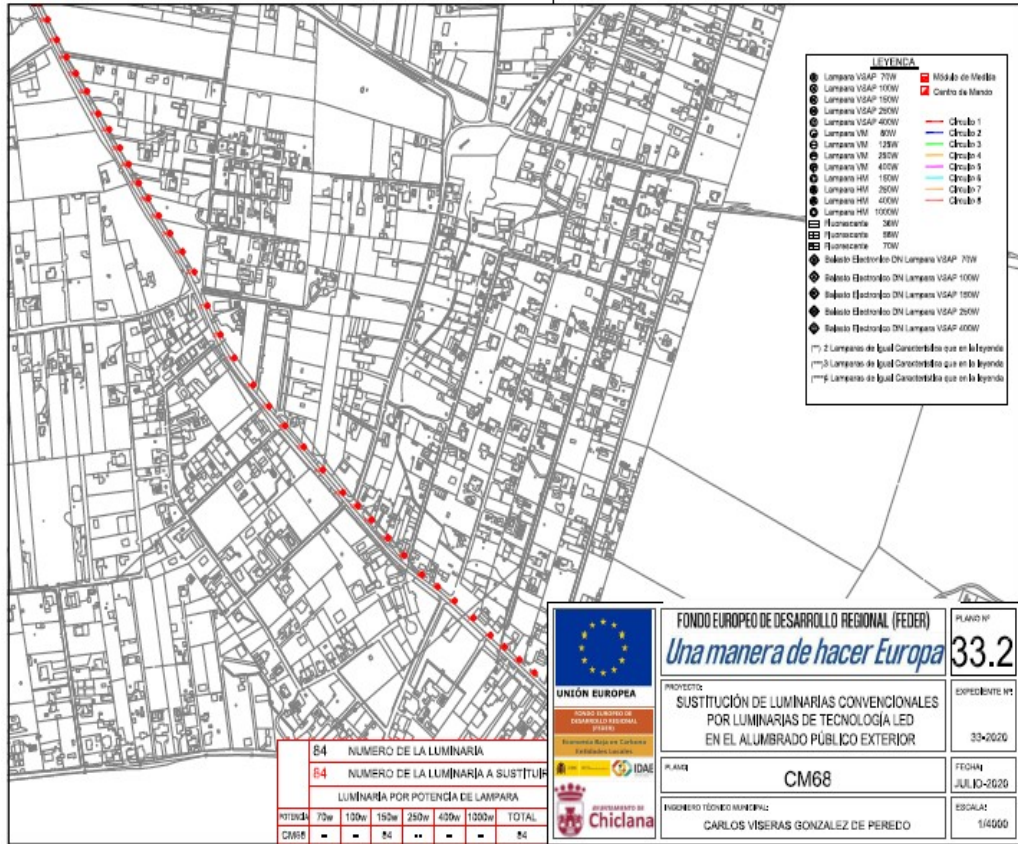 LEYENDA
Lampara VSAP 70W
Lampara VSAP 100W
Lampara VSAP 150W
Lampara VSAP 250W
Lampara VSAP 400W
Lampara VM 80W
Lampara VM 125W
Lampara VM 250W
Lampara VM 400W
Lampara HM 150W
Lampara HM 250W
Lampara HM 400W
Lampara HM 1000W
Fluorescente 36W
Fluorescente 58W
Fluorescente 70W
Módulo de Medida
Centro de Mando
Circuito 1
Circuito 2
Circuito 3
Circuito 4
Circuito 5
Circuito 6
Circuito 7
Circuito 8
Balasto Electronico DN Lampara VSAP 70W
Balasto Electronico DN Lampara VSAP 100W
Balasto Electronico DN Lampara VSAP 150W
Balasto Electronico DN Lampara VSAP 250W
Balasto Electronico DN Lampara VSAP 400W
(**) 2 Lamparas de Igual Caracteristica que en la leyenda
(***) 3 Lamparas de Igual Caracteristica que en la leyenda
Lamparas de Igual Caracteristica que en la leyenda
UNIÓN EUROPEA
FONDO EUROPEO DE
DESARROLLO REGIONAL
(FEDER)
Economía Baja en Carbono
Entidades Locales
IDAE
AYUNTAMIENTO DE
Chiclana
FONDO EUROPEO DE DESARROLLO REGIONAL (FEDER)
Una manera de hacer Europa
PLANO Nº
33.2
PROYECTO:
SUSTITUCIÓN DE LUMINARIAS CONVENCIONALES
POR LUMINARIAS DE TECNOLOGÍA LED
EN EL ALUMBRADO PÚBLICO EXTERIOR
EXPEDIENTE Nº:
33-2020
PLANO:
CM68
FECHA:
JULIO-2020
INGENIERO TÉCNICO MUNICIPAL:
CARLOS VISERAS GONZALEZ DE PEREDO
ESCALA:
1/4000
84 NUMERO DE LA LUMINARIA
84 NUMERO DE LA LUMINARIA A SUSTITUIR
LUMINARIA POR POTENCIA DE LAMPARA
POTENCIA 70w 100w 150w 250w 400w 1000w TOTAL
CM68 - - 84 -- - - 84